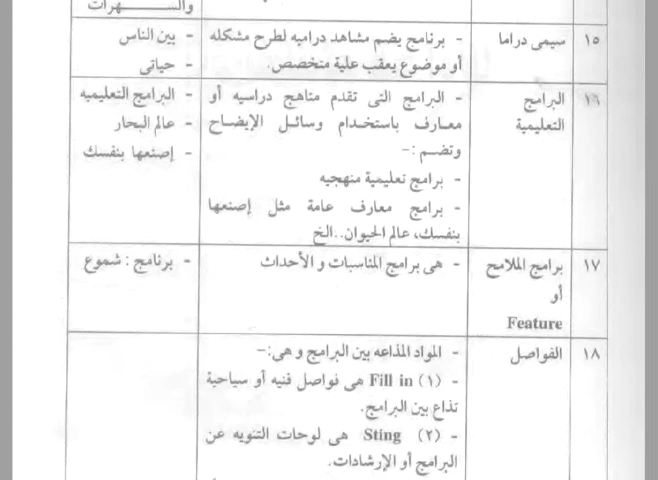 والسـهرات
١٥ سيمى دراما - برنامج يضم مشاهد دراميه لطرح مشكله - بين الناس
أو موضوع يعقب علية متخصص. - حياتى
١٦ البرامج - البرامج التى تقدم مناهج دراسيه أو - البرامج التعليميه
التعليمية معارف باستخدام وسائل الإيضاح - عالم البحار
وتضم :- - إصنعها بنفسك
- برامج تعليمية منهجيه
- برامج معارف عامة مثل إصنعها
بنفسك، عالم الحيوان..الخ
١٧ برامج الملامح - هى برامج المناسبات و الأحداث - برنامج : شموع
أو
Feature
١٨ الفواصل - المواد المذاعه بين البرامج و هى:-
- (١) Fill in هى فواصل فنيه أو سياحية
تذاع بين البرامج.
- (٢) Sting هى لوحات التنويه عن
البرامج أو الإرشادات.